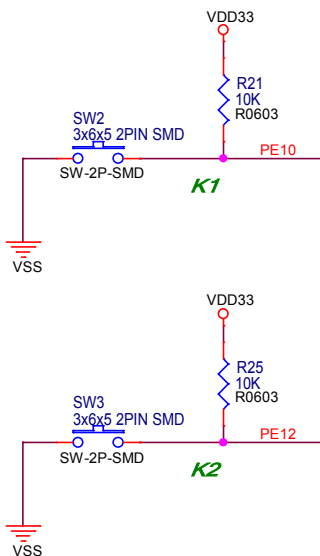 VDD33
R21
10K
R0603
SW2
3x6x5 2PIN SMD
PE10
SW-2P-SMD
K1
VSS
VDD33
R25
10K
R0603
SW3
3x6x5 2PIN SMD
PE12
SW-2P-SMD
K2
VSS